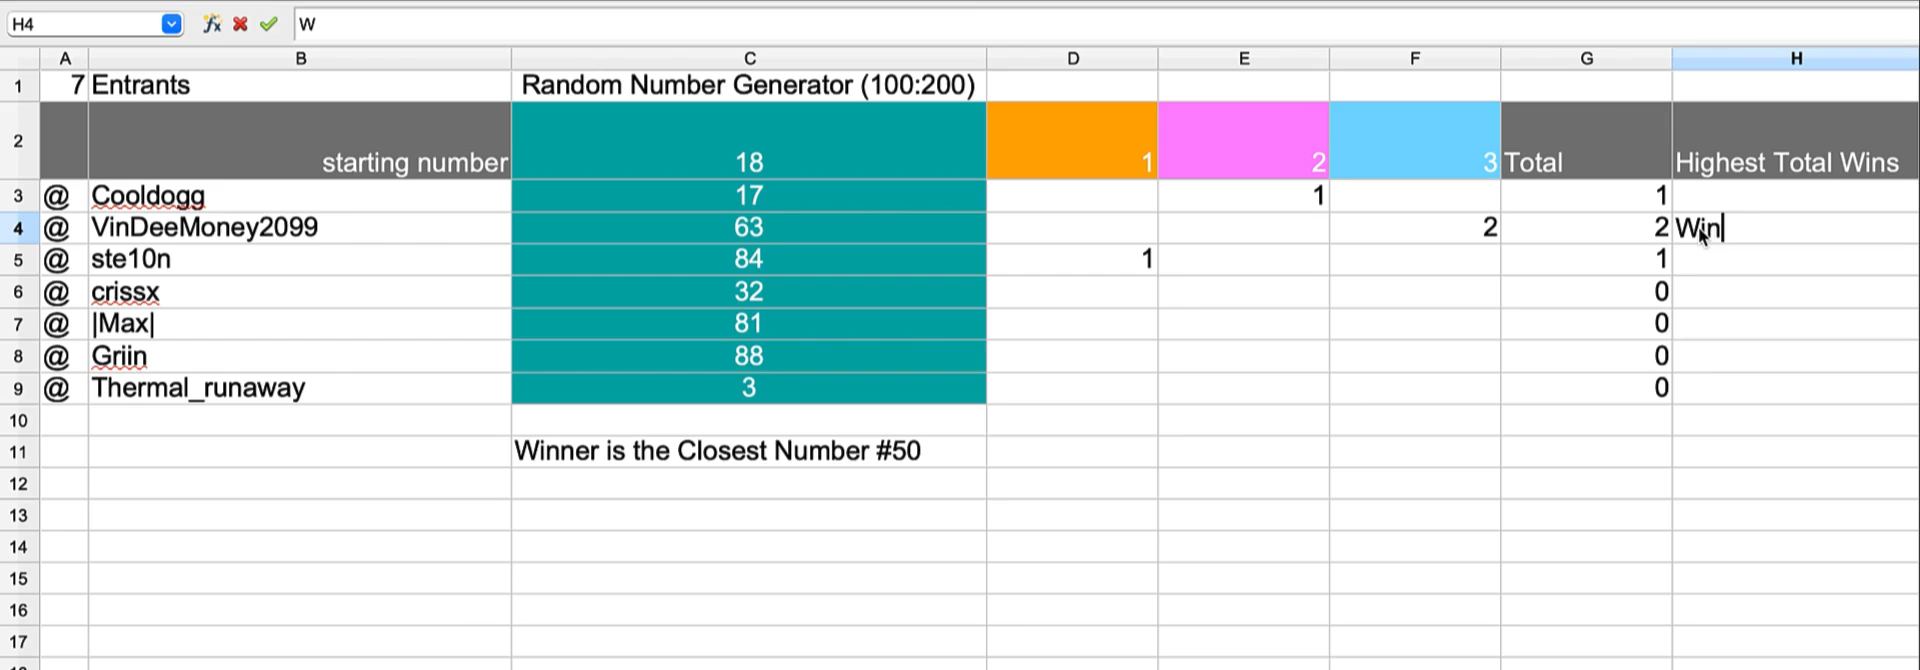 H4 fx W
A B C D E F G H
1 7 Entrants Random Number Generator (100:200)
2 starting number 18 1 2 3 Total Highest Total Wins
3 @ Cooldogg 17 1 1
4 @ VinDeeMoney2099 63 2 2 Win
5 @ ste10n 84 1 1
6 @ crissx 32 0
7 @ |Max| 81 0
8 @ Griin 88 0
9 @ Thermal_runaway 3 0
10
11 Winner is the Closest Number #50
12
13
14
15
16
17